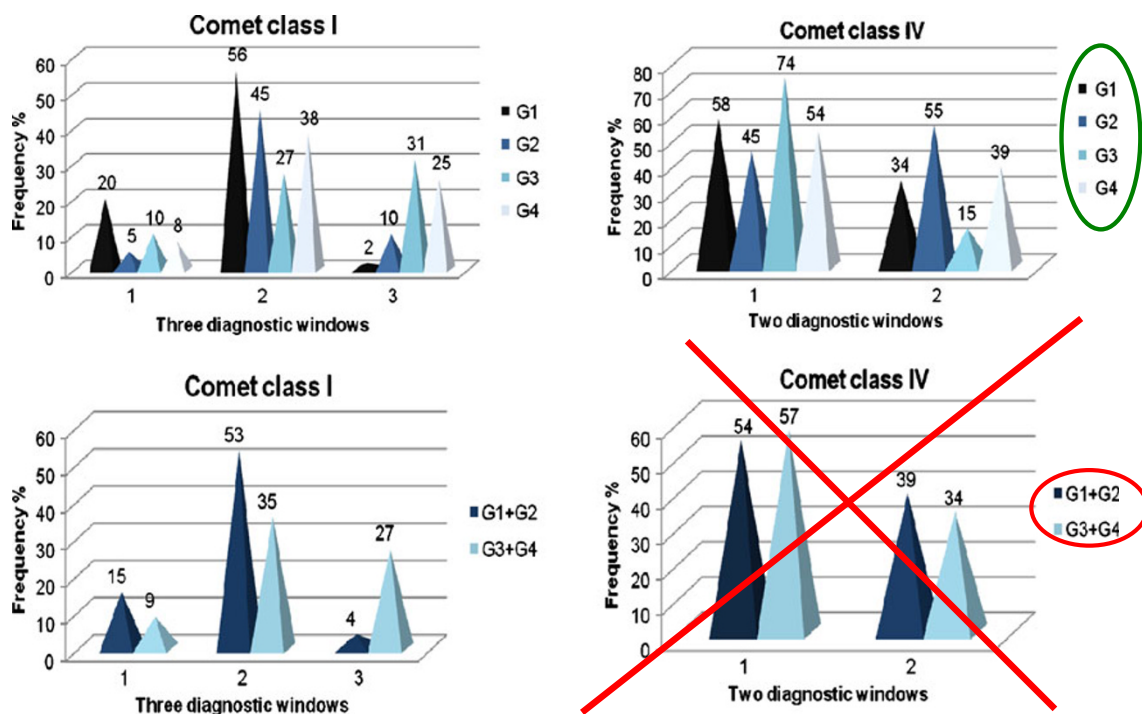 Comet class I
Frequency %
60
50
40
30
20
10
0
20
5
10
8
56
45
27
38
2
10
31
25
1 2 3
Three diagnostic windows
G1
G2
G3
G4
Comet class IV
Frequency %
80
70
60
50
40
30
20
10
0
58
45
74
54
34
55
15
39
1 2
Two diagnostic windows
G1
G2
G3
G4
Comet class I
Frequency %
60
50
40
30
20
10
0
15
9
53
35
4
27
1 2 3
Three diagnostic windows
G1+G2
G3+G4
Comet class IV
Frequency %
60
50
40
30
20
10
0
54
57
39
34
1 2
Two diagnostic windows
G1+G2
G3+G4